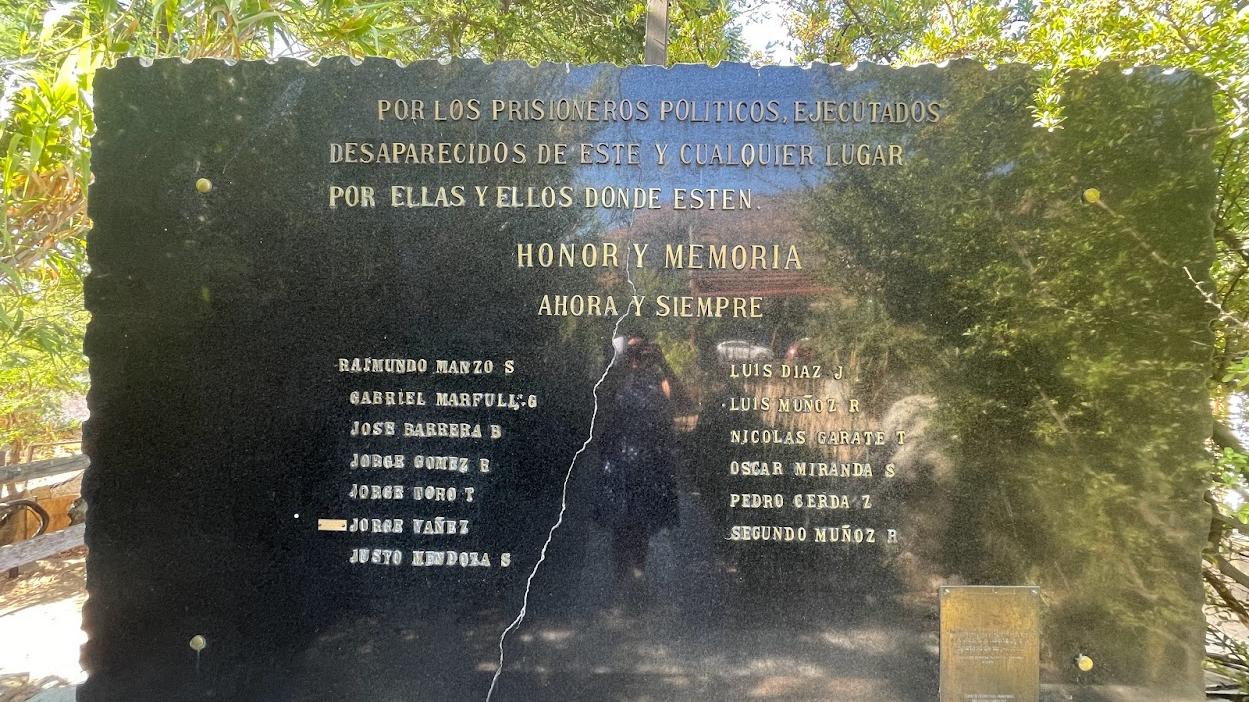 POR LOS PRISIONEROS POLITICOS, EJECUTADOS
DESAPARECIDOS DE ESTE Y CUALQUIER LUGAR
POR ELLAS Y ELLOS DONDE ESTEN.
HONOR Y MEMORIA
AHORA Y SIEMPRE
RAIMUNDO MANZO S
GABRIEL MARFULL G
JOSE BARRERA B
JORGE GOMEZ R
JORGE TORO T
JORGE YAÑEZ
JUSTO MENDOZA S
LUIS DIAZ J
LUIS MUÑOZ R
NICOLAS GARATE T
OSCAR MIRANDA S
PEDRO CERDA Z
SEGUNDO MUÑOZ R